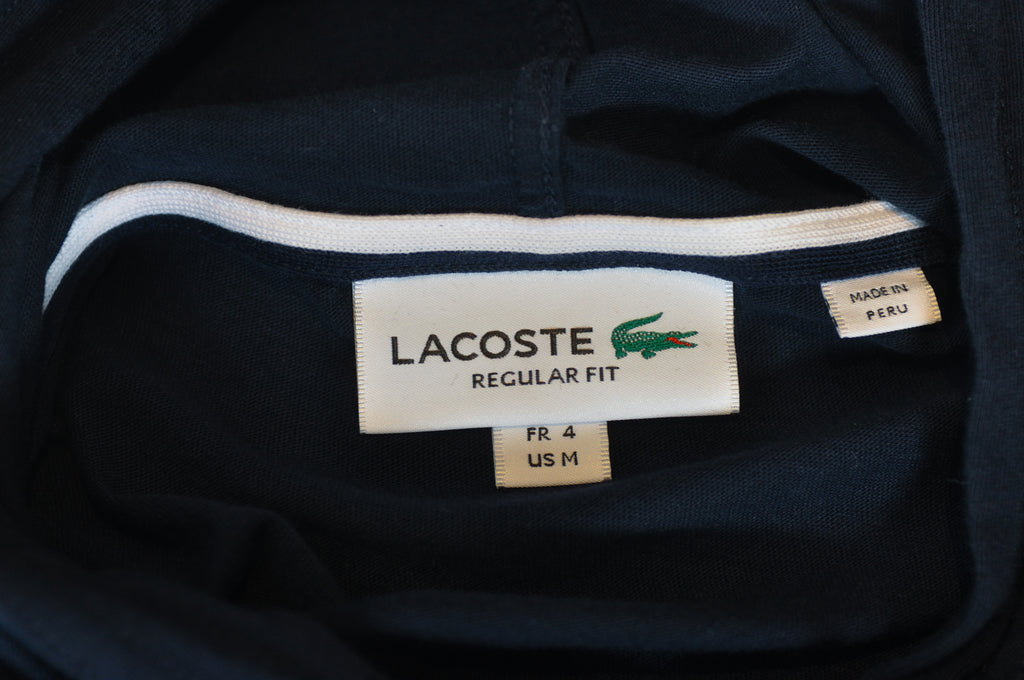 LACOSTE
REGULAR FIT
FR 4
US M
MADE IN
PERU